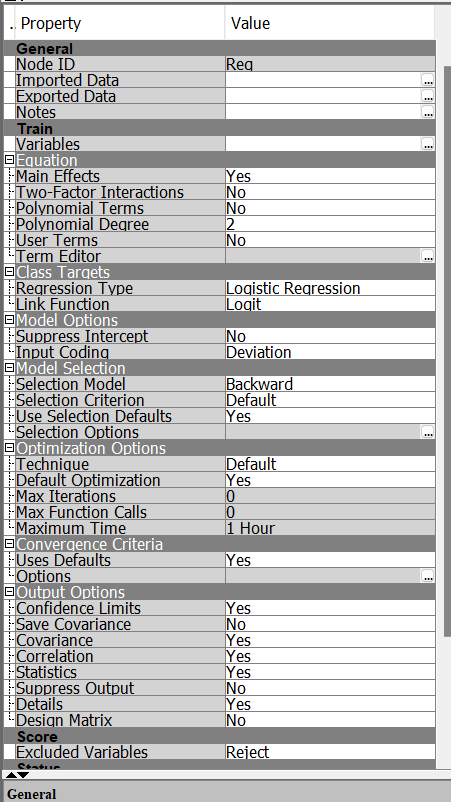 .. Property Value
General
Node ID Reg
Imported Data ...
Exported Data ...
Notes ...
Train
Variables ...
Equation
Main Effects Yes
Two-Factor Interactions No
Polynomial Terms No
Polynomial Degree 2
User Terms No
Term Editor ...
Class Targets
Regression Type Logistic Regression
Link Function Logit
Model Options
Suppress Intercept No
Input Coding Deviation
Model Selection
Selection Model Backward
Selection Criterion Default
Use Selection Defaults Yes
Selection Options ...
Optimization Options
Technique Default
Default Optimization Yes
Max Iterations 0
Max Function Calls 0
Maximum Time 1 Hour
Convergence Criteria
Uses Defaults Yes
Options ...
Output Options
Confidence Limits Yes
Save Covariance No
Covariance Yes
Correlation Yes
Statistics Yes
Suppress Output No
Details Yes
Design Matrix No
Score
Excluded Variables Reject
Status
General